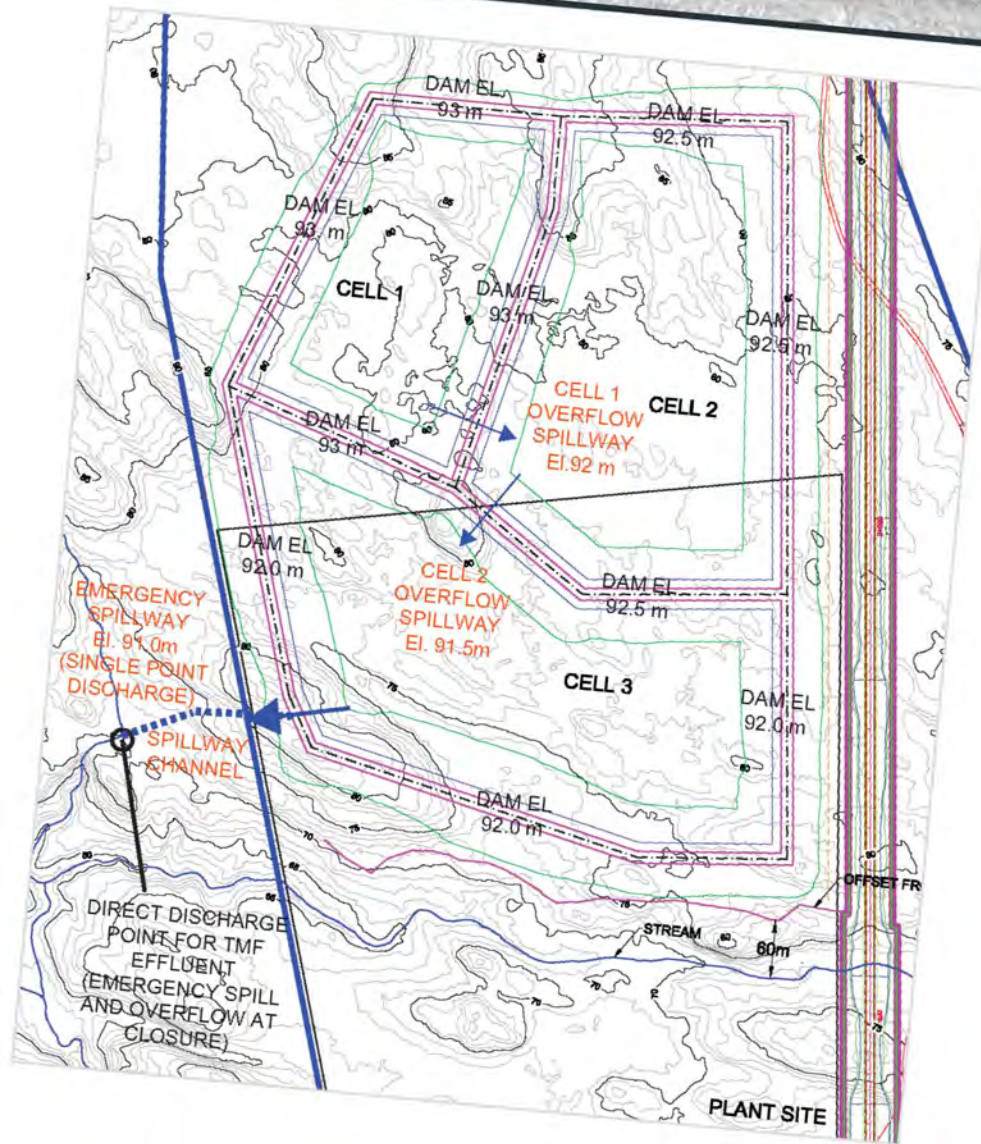 DAM EL
93 m
DAM EL
92.5 m
DAM EL
93. m
CELL 1
DAM EL
93 m
DAM EL
92.5 m
CELL 1
OVERFLOW
SPILLWAY
El.92 m
CELL 2
DAM EL
93 m
DAM EL
92.0 m
CELL 2
OVERFLOW
SPILLWAY
El. 91.5m
DAM EL
92.5 m
EMERGENCY
SPILLWAY
El. 91.0m
(SINGLE POINT
DISCHARGE)
CELL 3
DAM EL
92.0 m
SPILLWAY
CHANNEL
DAM EL
92.0 m
OFFSET FR
STREAM
60m
DIRECT DISCHARGE
POINT FOR TMF
EFFLUENT
(EMERGENCY SPILL
AND OVERFLOW AT
CLOSURE)
PLANT SITE